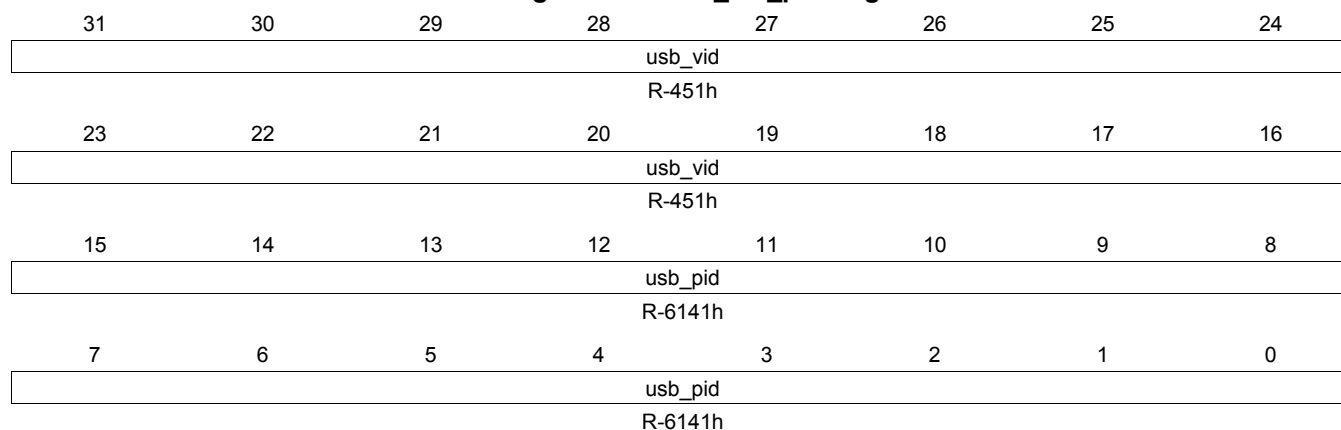 31 30 29 28 27 26 25 24
usb_vid
R-451h
23 22 21 20 19 18 17 16
usb_vid
R-451h
15 14 13 12 11 10 9 8
usb_pid
R-6141h
7 6 5 4 3 2 1 0
usb_pid
R-6141h